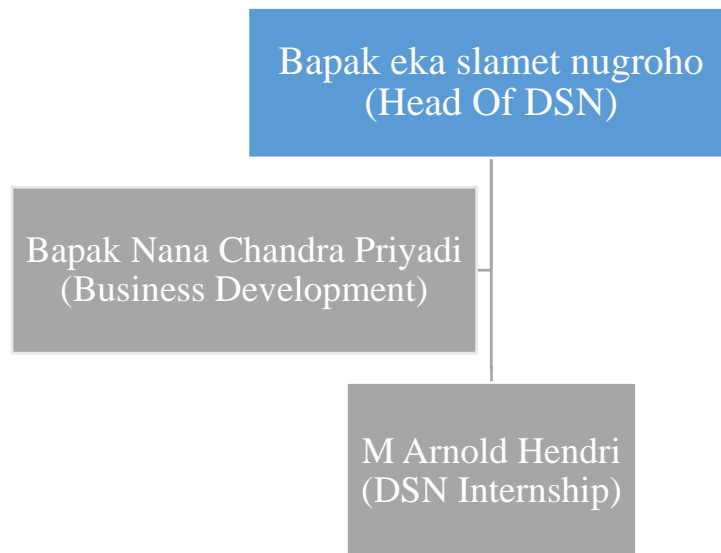 Bapak eka slamet nugroho
(Head Of DSN)
Bapak Nana Chandra Priyadi
(Business Development)
M Arnold Hendri
(DSN Internship)